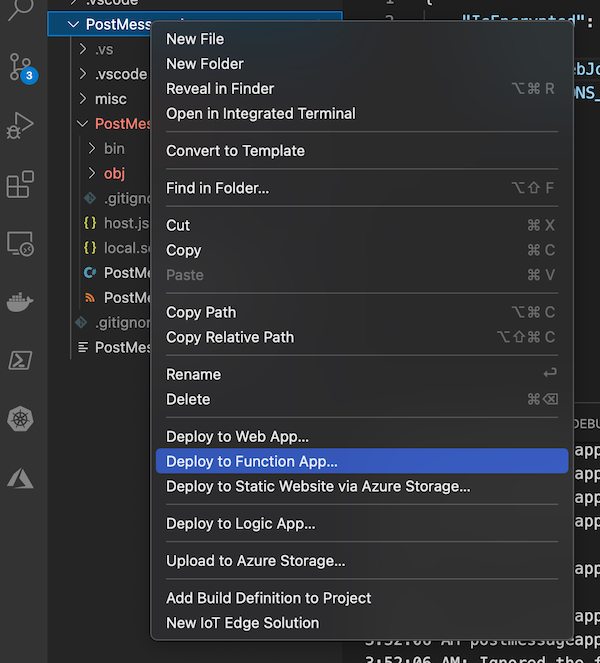 .vscode
{
PostMess
"IsEncrypted":
3
.vs
.vscode
misc
PostMes
bin
obj
.gitigno
host.js
local.se
PostMe
PostMe
.gitignor
PostMes
New File
New Folder
Reveal in Finder ⌥⌘ R
Open in Integrated Terminal
Convert to Template
Find in Folder... ⌥⇧ F
Cut ⌘ X
Copy ⌘ C
Paste ⌘ V
Copy Path ⌥⌘ C
Copy Relative Path ⌥⇧⌘ C
Rename ↩
Delete ⌘⌫
Deploy to Web App...
Deploy to Function App...
Deploy to Static Website via Azure Storage...
Deploy to Logic App...
Upload to Azure Storage...
Add Build Definition to Project
New IoT Edge Solution
ebJo
ONS_
DEBU
app
app
app
app
app
app
3:52:06 AM postmessageapp
3:52:06 AM: Ignored the f